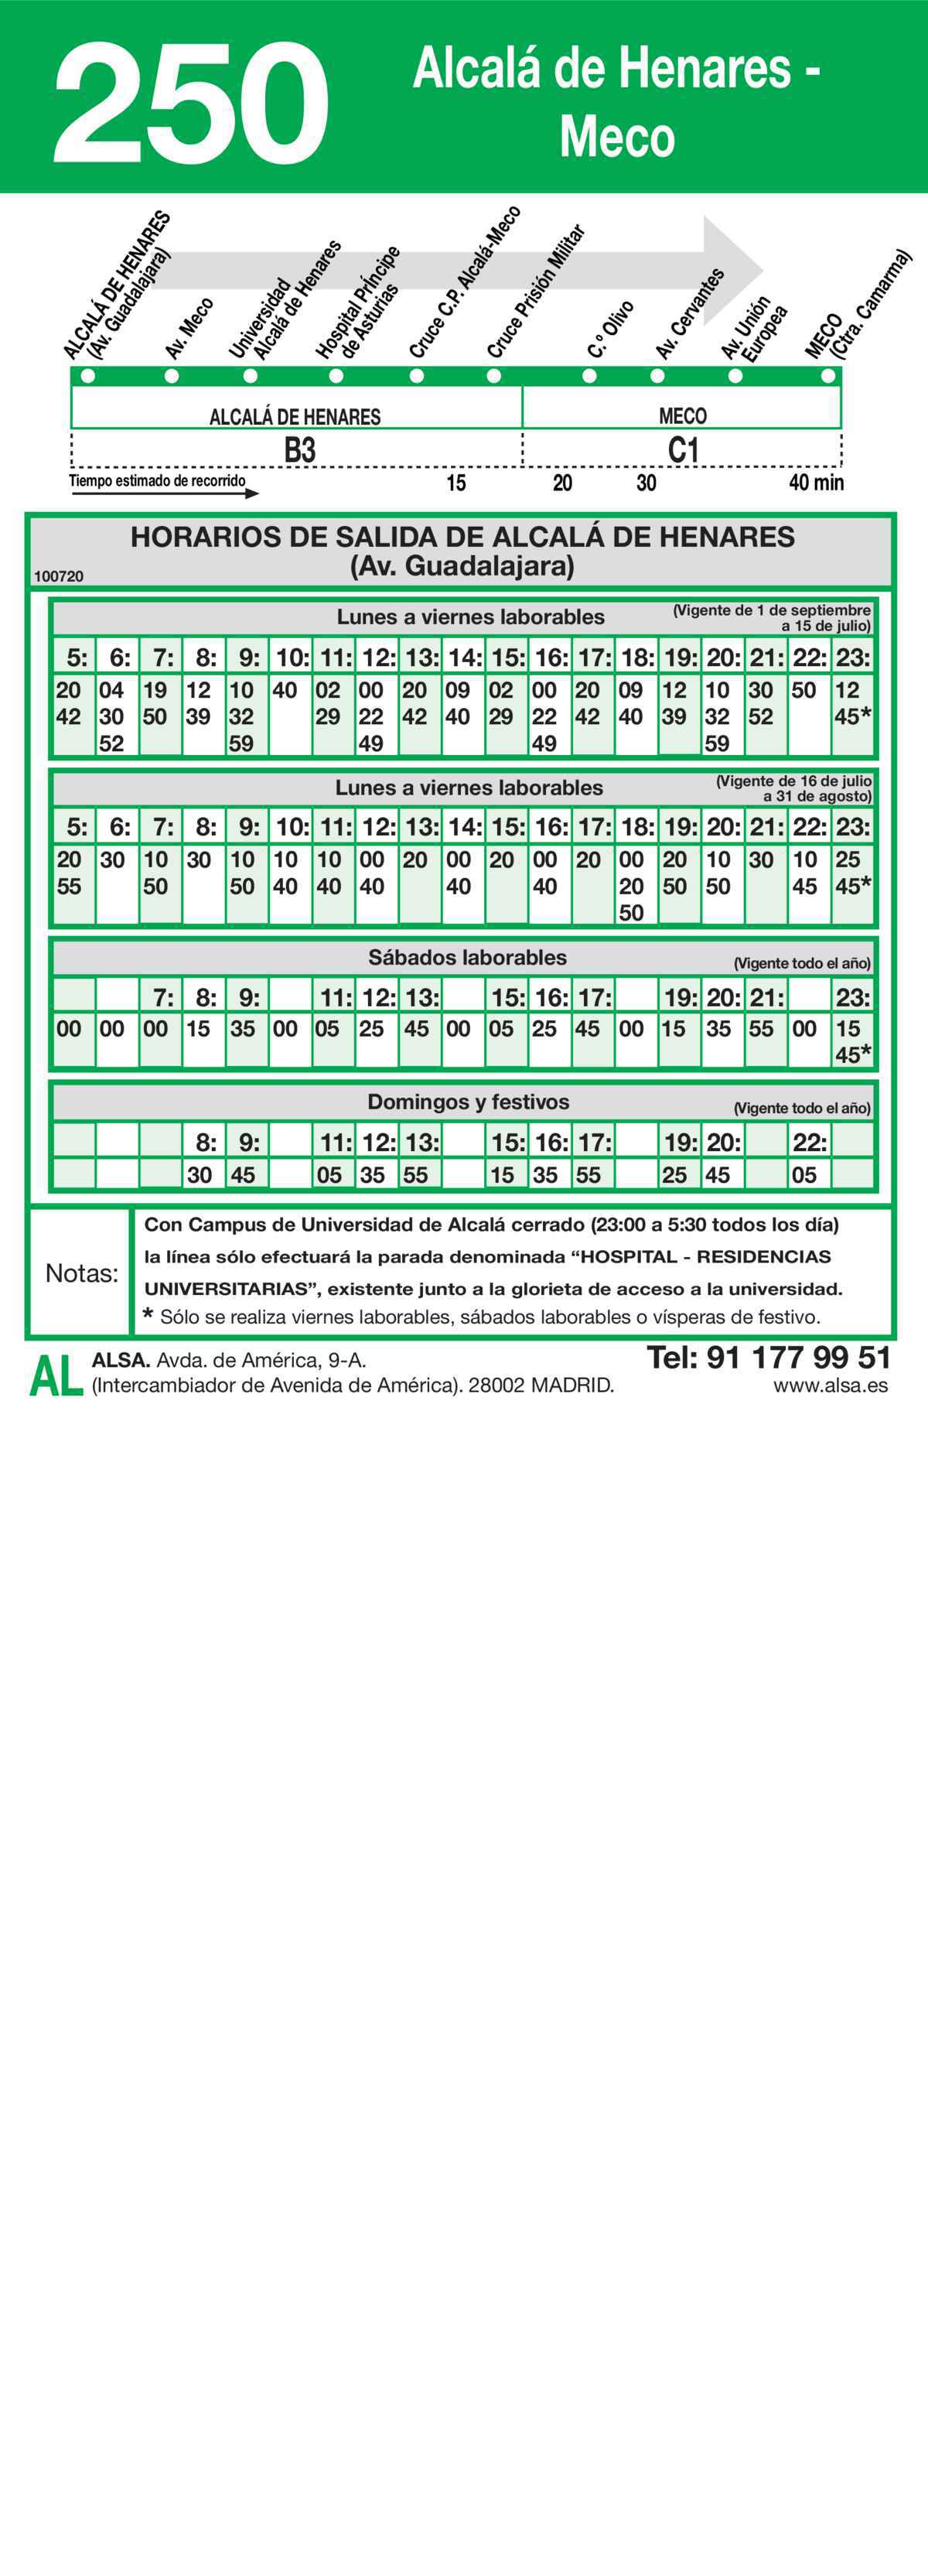 250
Alcalá de Henares -
Meco
ALCALÁ DE HENARES
(Av. Guadalajara)
Av. Meco
Universidad
Alcalá de Henares
Hospital Príncipe
de Asturias
Cruce C.P. Alcalá-Meco
Cruce Prisión Militar
C.º Olivo
Av. Cervantes
Av. Unión
Europea
MECO
(Ctra. Camarma)
ALCALÁ DE HENARES MECO
B3 C1
Tiempo estimado de recorrido 15 20 30 40 min
HORARIOS DE SALIDA DE ALCALÁ DE HENARES
(Av. Guadalajara)
100720
Lunes a viernes laborables (Vigente de 1 de septiembre
a 15 de julio)
5: 6: 7: 8: 9: 10: 11: 12: 13: 14: 15: 16: 17: 18: 19: 20: 21: 22: 23:
20 04 19 12 10 40 02 00 20 09 02 00 20 09 12 10 30 50 12
42 30 50 39 32 29 22 42 40 29 22 42 40 39 32 52 45*
52 59 49 49 59
Lunes a viernes laborables (Vigente de 16 de julio
a 31 de agosto)
5: 6: 7: 8: 9: 10: 11: 12: 13: 14: 15: 16: 17: 18: 19: 20: 21: 22: 23:
20 30 10 30 10 10 10 00 20 00 20 00 20 00 20 10 30 10 25
55 50 50 40 40 40 40 40 20 50 50 45 45*
50
Sábados laborables (Vigente todo el año)
7: 8: 9: 11: 12: 13: 15: 16: 17: 19: 20: 21: 23:
00 00 00 15 35 00 05 25 45 00 05 25 45 00 15 35 55 00 15
45*
Domingos y festivos (Vigente todo el año)
8: 9: 11: 12: 13: 15: 16: 17: 19: 20: 22:
30 45 05 35 55 15 35 55 25 45 05
Notas:
Con Campus de Universidad de Alcalá cerrado (23:00 a 5:30 todos los día)
la línea sólo efectuará la parada denominada “HOSPITAL - RESIDENCIAS
UNIVERSITARIAS”, existente junto a la glorieta de acceso a la universidad.
* Sólo se realiza viernes laborables, sábados laborables o vísperas de festivo.
AL ALSA. Avda. de América, 9-A. Tel: 91 177 99 51
(Intercambiador de Avenida de América). 28002 MADRID. www.alsa.es